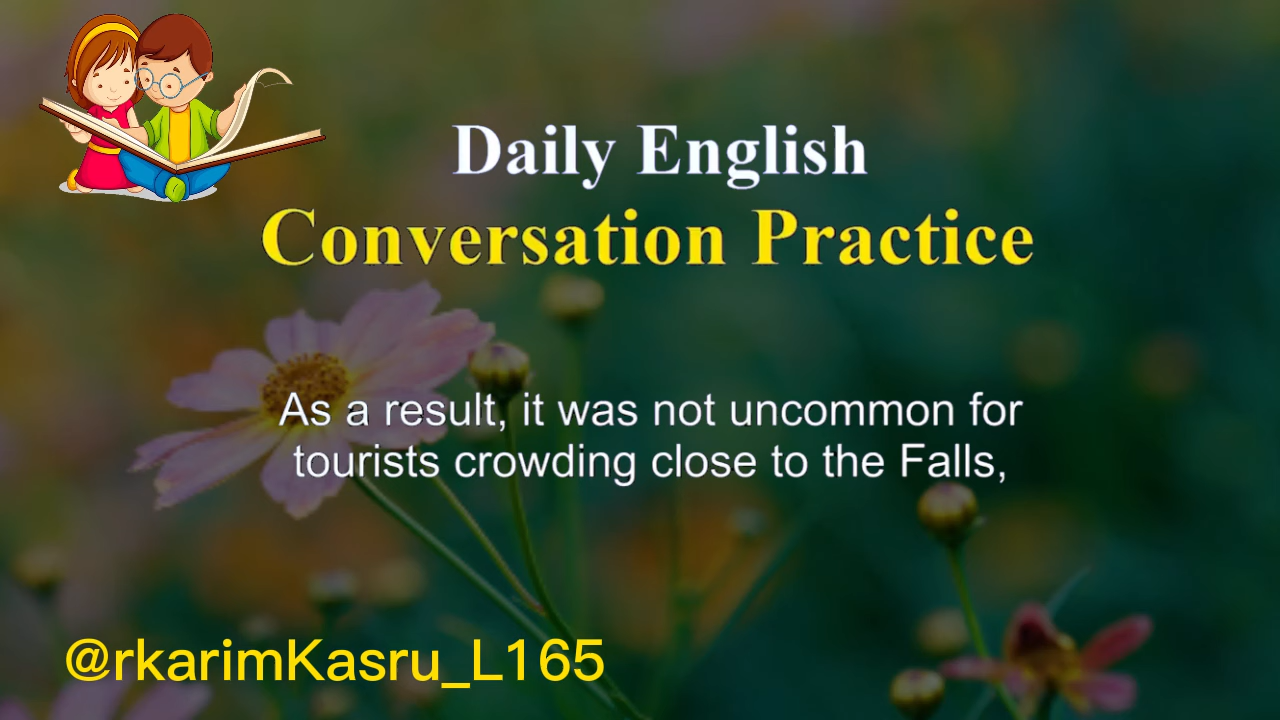 Daily English
Conversation Practice
As a result, it was not uncommon for
tourists crowding close to the Falls,
@rkarimKasru_L165